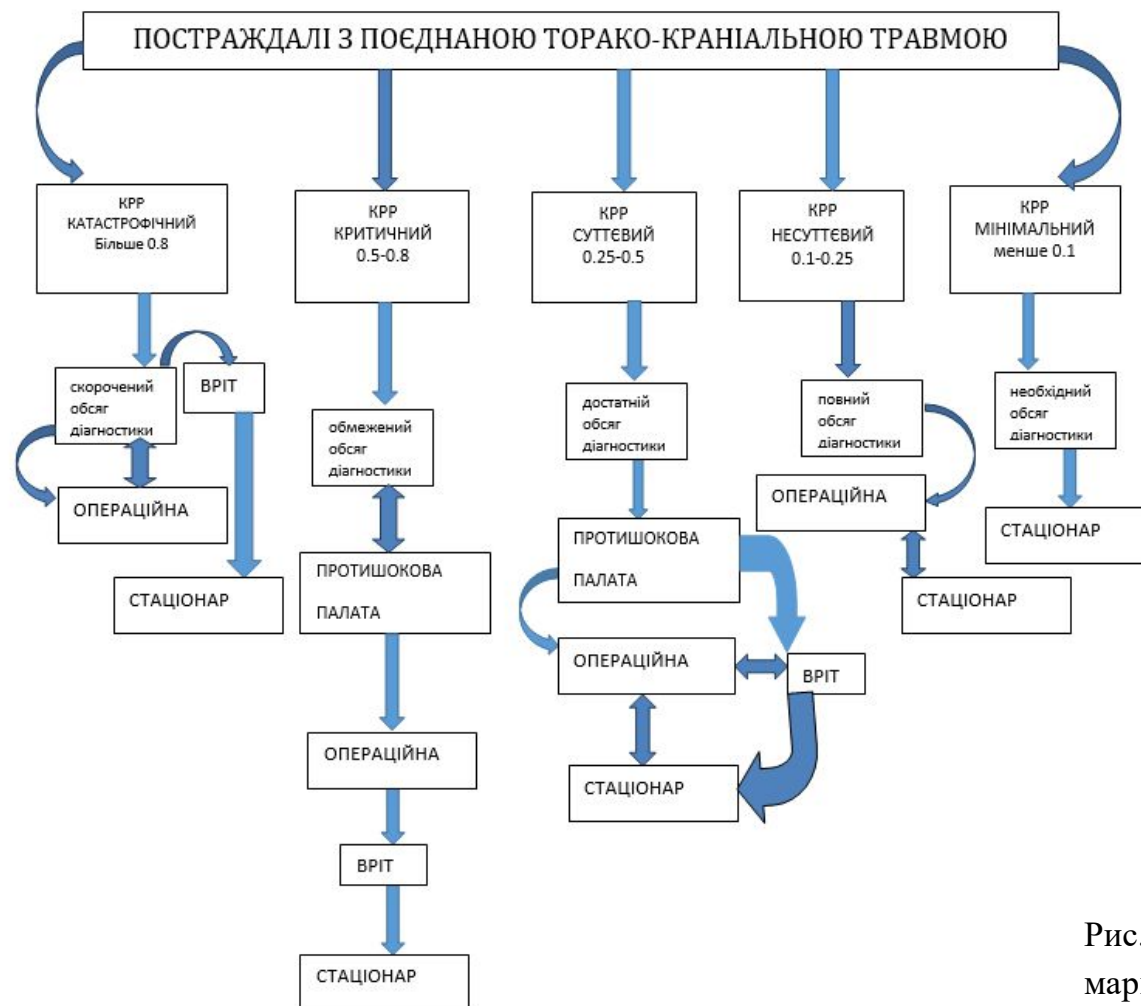 ПОСТРАЖДАЛІ З ПОЄДНАНОЮ ТОРАКО-КРАНІАЛЬНОЮ ТРАВМОЮ
КРР
КАТАСТРОФІЧНИЙ
Більше 0.8
КРР
КРИТИЧНИЙ
0.5-0.8
КРР
СУТТЄВИЙ
0.25-0.5
КРР
НЕСУТТЄВИЙ
0.1-0.25
КРР
МІНІМАЛЬНИЙ
менше 0.1
скорочений
обсяг
діагностики
ВРІТ
ОПЕРАЦІЙНА
СТАЦІОНАР
обмежений
обсяг
діагностики
ПРОТИШОКОВА
ПАЛАТА
ОПЕРАЦІЙНА
ВРІТ
СТАЦІОНАР
достатній
обсяг
діагностики
ПРОТИШОКОВА
ПАЛАТА
ОПЕРАЦІЙНА
ВРІТ
СТАЦІОНАР
повний
обсяг
діагностики
ОПЕРАЦІЙНА
СТАЦІОНАР
необхідний
обсяг
діагностики
СТАЦІОНАР
Рис.
мар